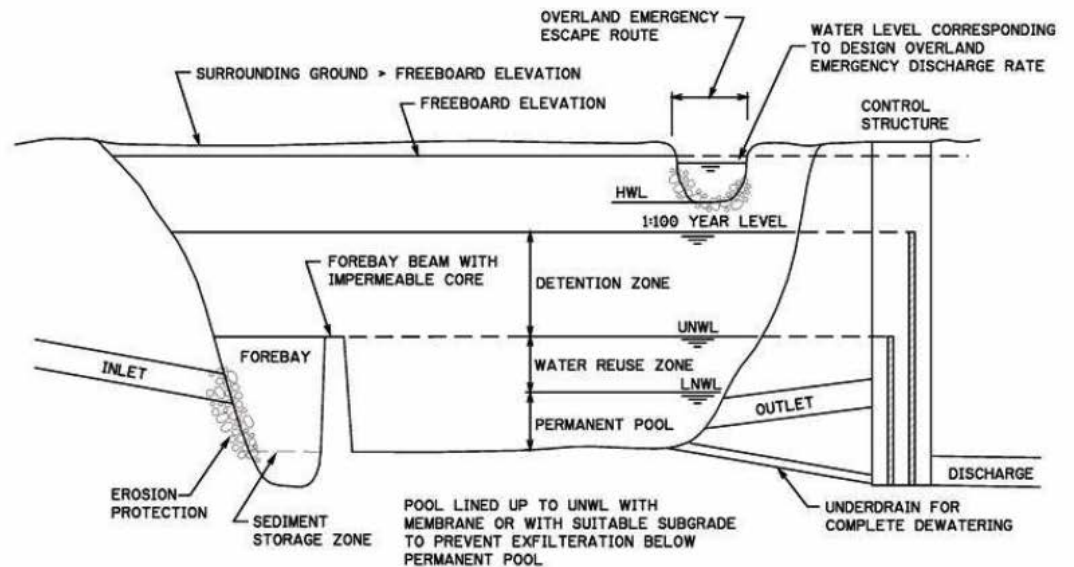 OVERLAND EMERGENCY
ESCAPE ROUTE
WATER LEVEL CORRESPONDING
TO DESIGN OVERLAND
EMERGENCY DISCHARGE RATE
SURROUNDING GROUND > FREEBOARD ELEVATION
FREEBOARD ELEVATION
CONTROL
STRUCTURE
HWL
1:100 YEAR LEVEL
FOREBAY BEAM WITH
IMPERMEABLE CORE
DETENTION ZONE
UNWL
FOREBAY
WATER REUSE ZONE
INLET
LNWL
OUTLET
PERMANENT POOL
DISCHARGE
EROSION
PROTECTION
SEDIMENT
STORAGE ZONE
POOL LINED UP TO UNWL WITH
MEMBRANE OR WITH SUITABLE SUBGRADE
TO PREVENT EXFILTERATION BELOW
PERMANENT POOL
UNDERDRAIN FOR
COMPLETE DEWATERING